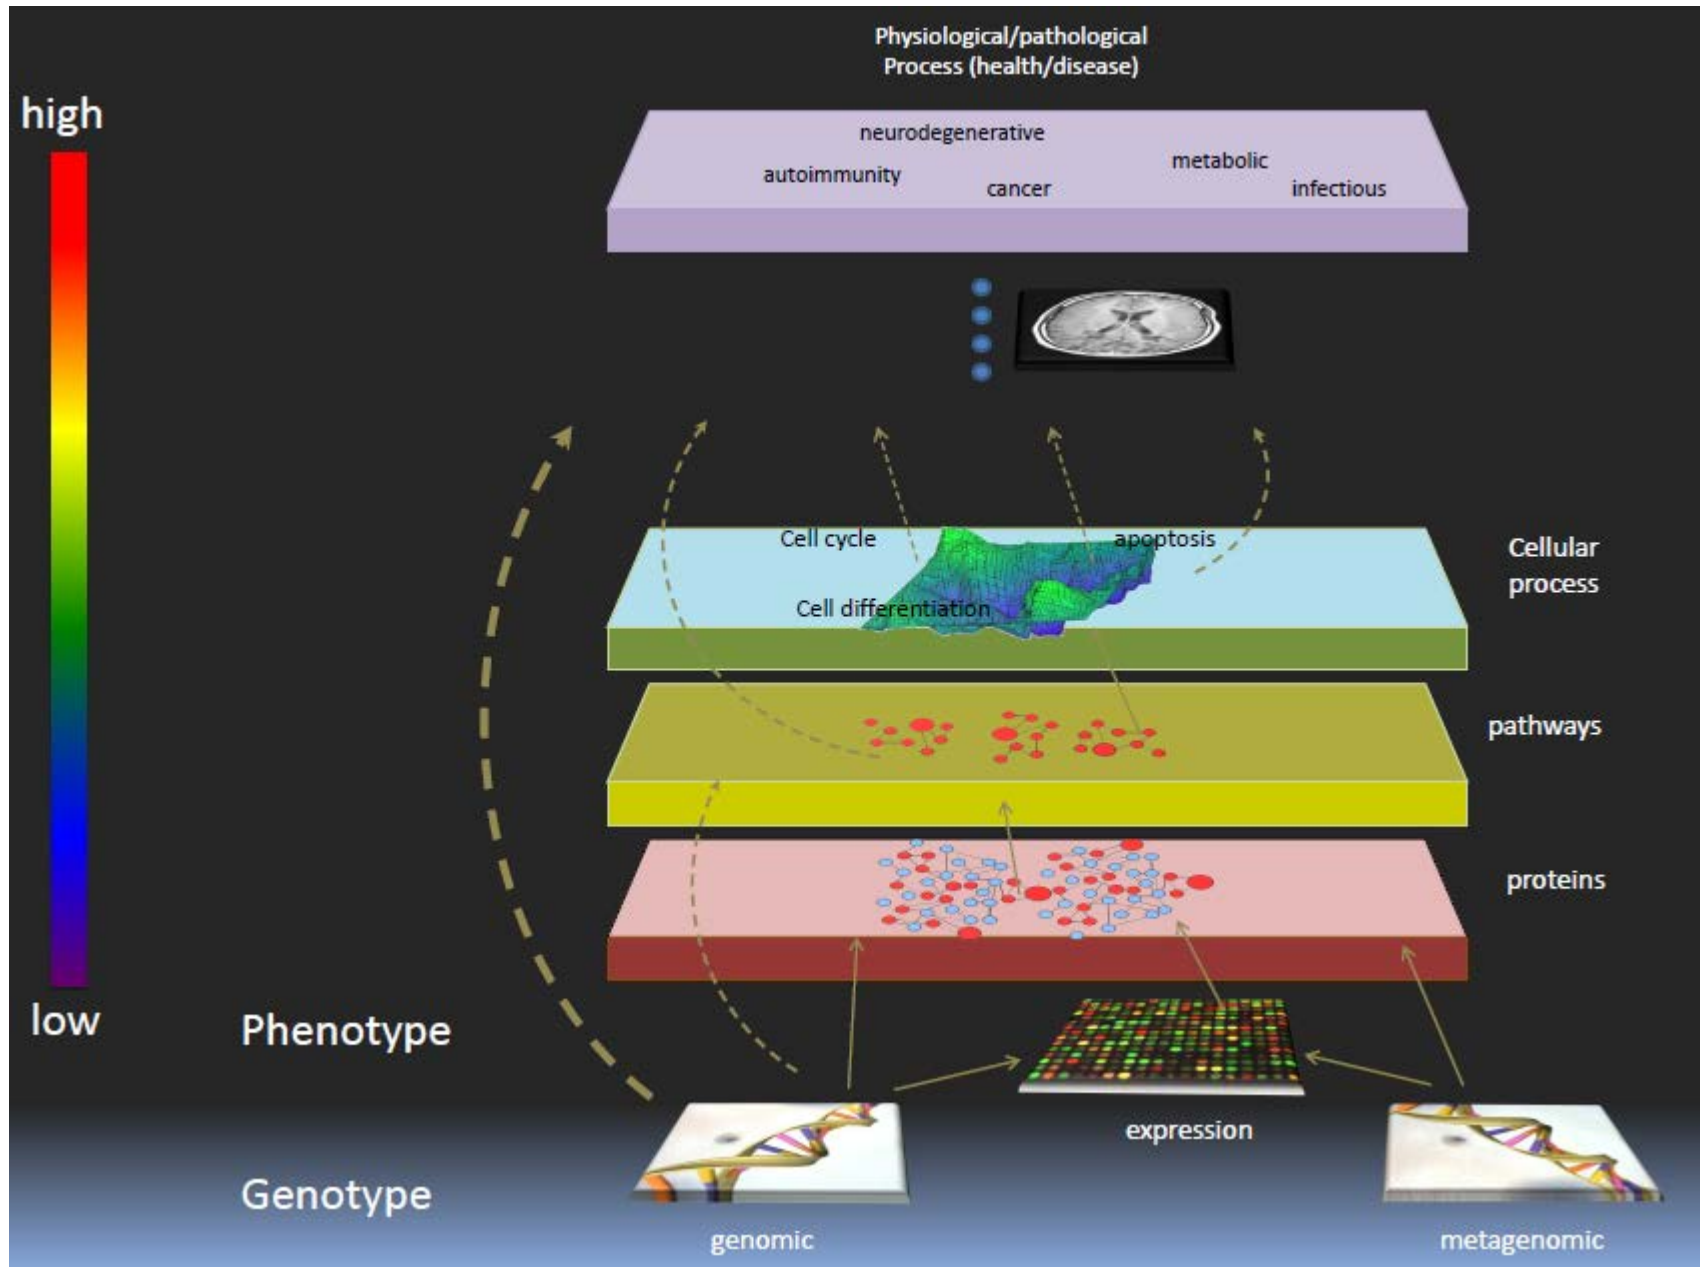 Physiological/pathological
Process (health/disease)
high
neurodegenerative
metabolic
autoimmunity
cancer
infectious
Cell cycle
apoptosis
Cellular
process
Cell differentiation
pathways
proteins
low
Phenotype
expression
Genotype
genomic
metagenomic